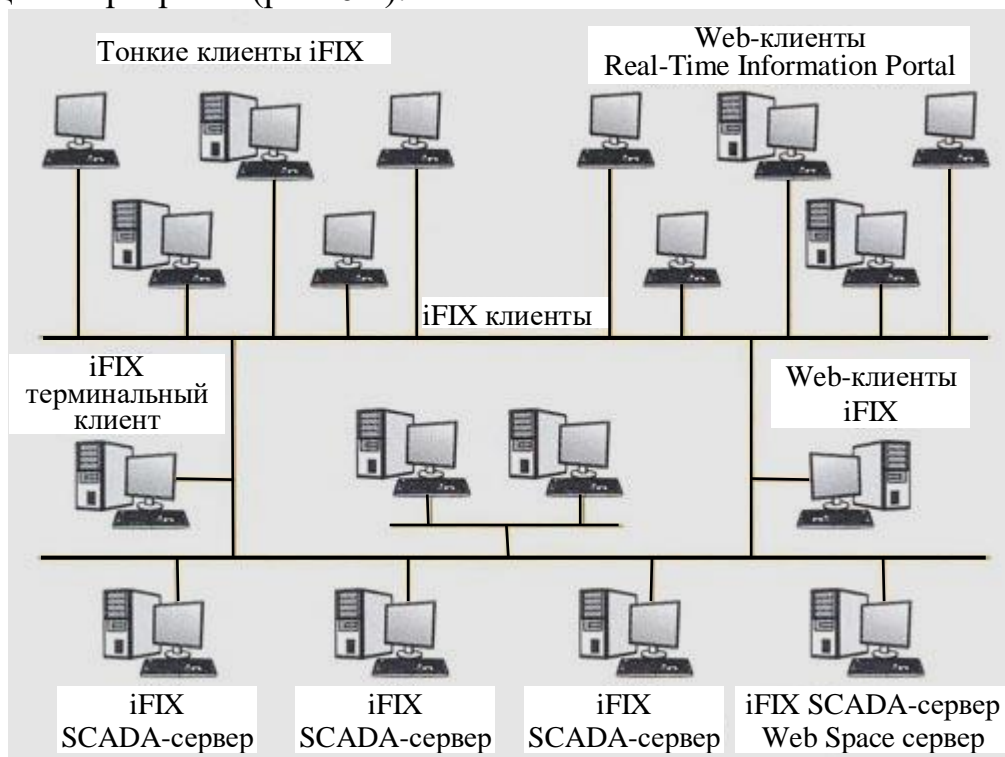 Тонкие клиенты iFIX
Web-клиенты
Real-Time Information Portal
iFIX клиенты
iFIX
терминальный
клиент
Web-клиенты
iFIX
iFIX
SCADA-сервер
iFIX
SCADA-сервер
iFIX
SCADA-сервер
iFIX SCADA-сервер
Web Space сервер